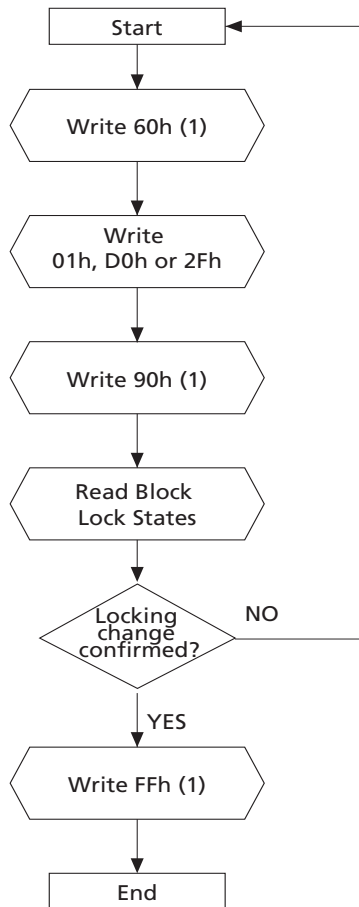 Start
Write 60h (1)
Write
01h, D0h or 2Fh
Write 90h (1)
Read Block
Lock States
Locking
change
confirmed?
NO
YES
Write FFh (1)
End